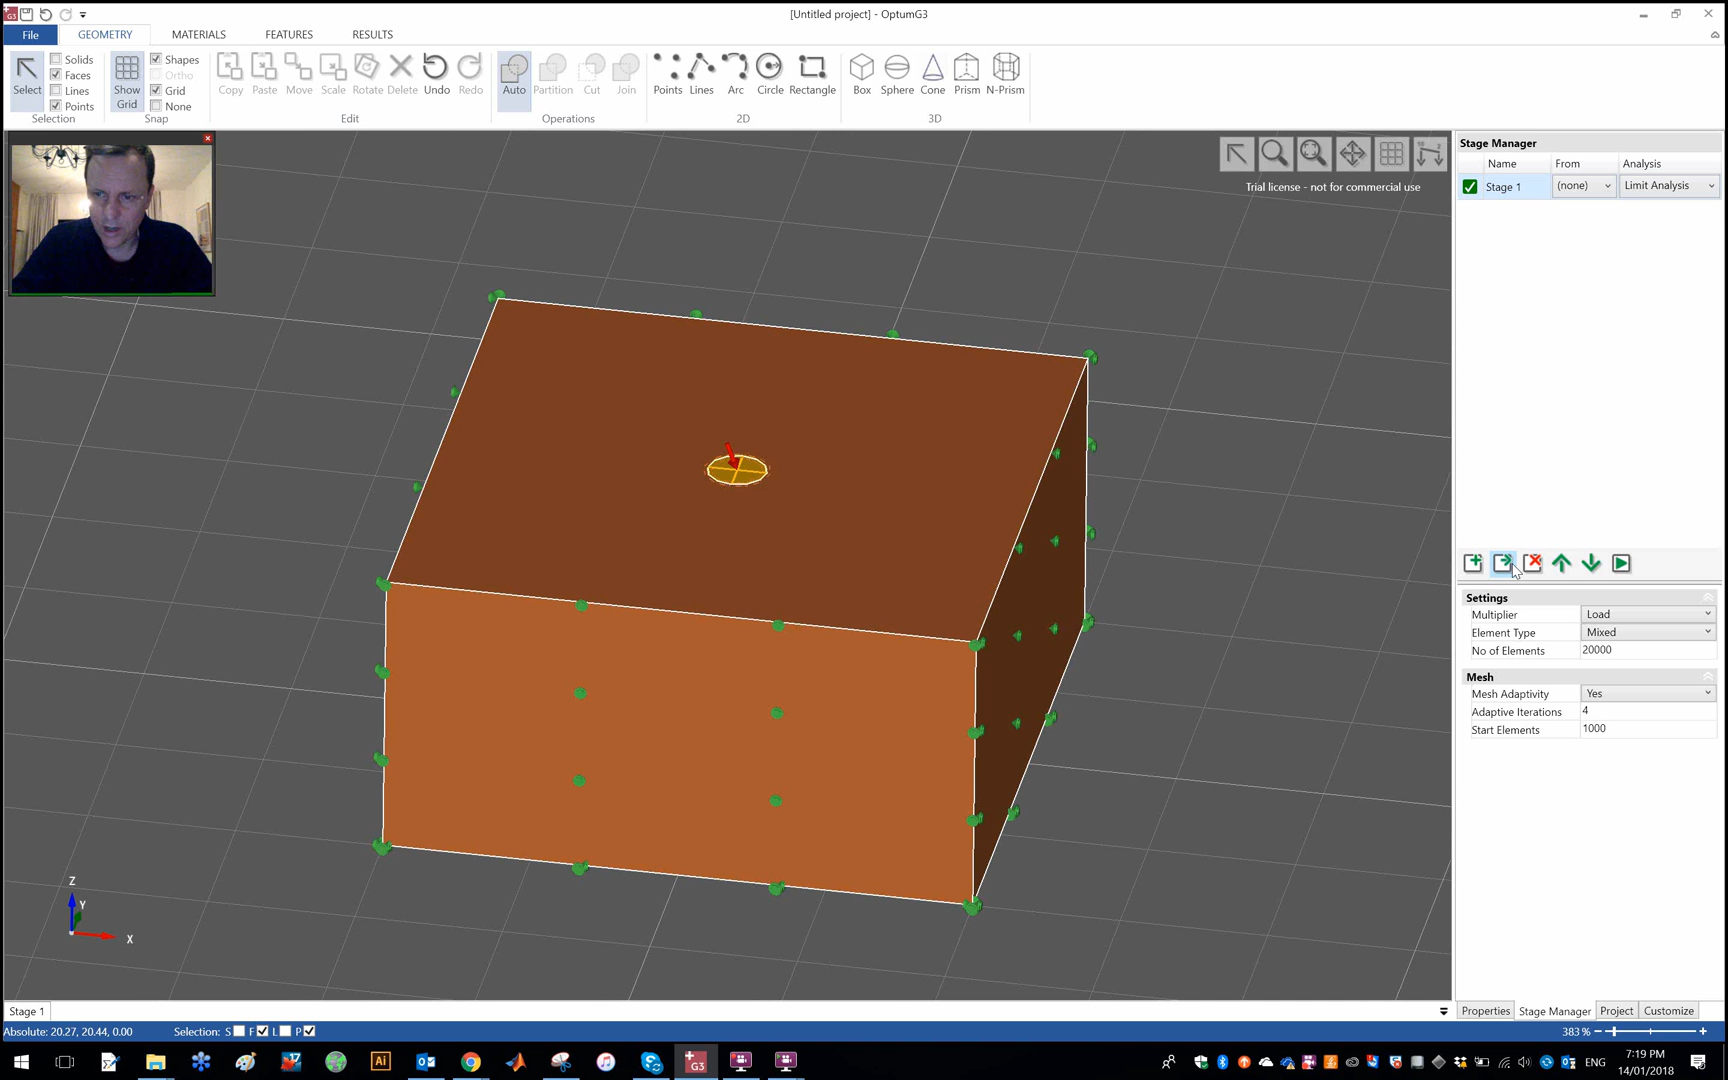 G3
[Untitled project] - OptumG3
File
GEOMETRY
MATERIALS
FEATURES
RESULTS
Select
Solids
Faces
Lines
Points
Selection
Show
Grid
Shapes
Ortho
Grid
None
Snap
Copy
Paste
Move
Scale
Rotate
Delete
Undo
Redo
Edit
Auto
Partition
Cut
Join
Operations
Points
Lines
Arc
Circle
Rectangle
2D
Box
Sphere
Cone
Prism
N-Prism
3D
Trial license - not for commercial use
Stage Manager
Name From Analysis
Stage 1 (none) Limit Analysis
Settings
Multiplier Load
Element Type Mixed
No of Elements 20000
Mesh
Mesh Adaptivity Yes
Adaptive Iterations 4
Start Elements 1000
Z
Y
X
Stage 1
Properties Stage Manager Project Customize
Absolute: 20.27, 20.44, 0.00 Selection: S F L P
383 %
Ai
G3
ENG
7:19 PM
14/01/2018